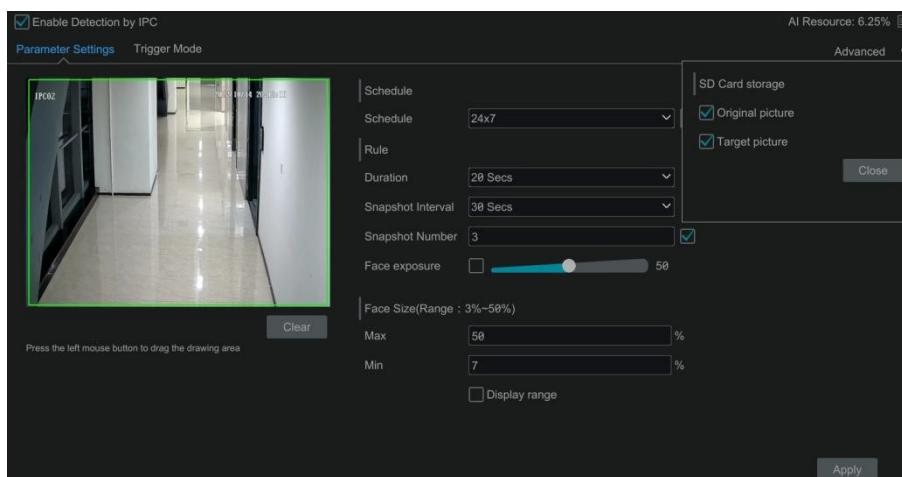 Enable Detection by IPC
AI Resource: 6.25%
Parameter Settings Trigger Mode
Advanced
IPC02
Schedule
Schedule 24x7
Rule
Duration 20 Secs
Snapshot Interval 30 Secs
Snapshot Number 3
Face exposure 50
Face Size(Range : 3%~50%)
Max 50 %
Min 7 %
Display range
Clear
Press the left mouse button to drag the drawing area
SD Card storage
Original picture
Target picture
Close
Apply